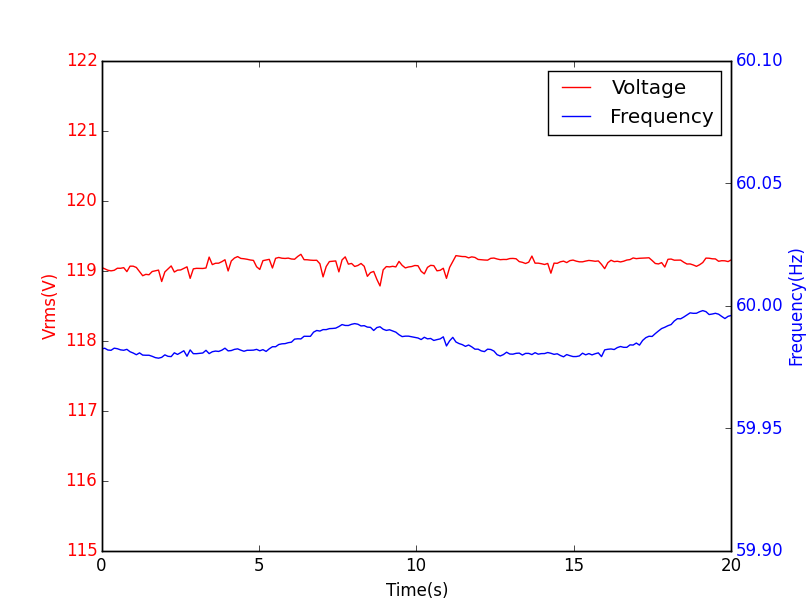 122
121
120
119
118
117
116
115
Vrms(V)
60.10
60.05
60.00
59.95
59.90
Frequency(Hz)
Voltage
Frequency
0 5 10 15 20
Time(s)